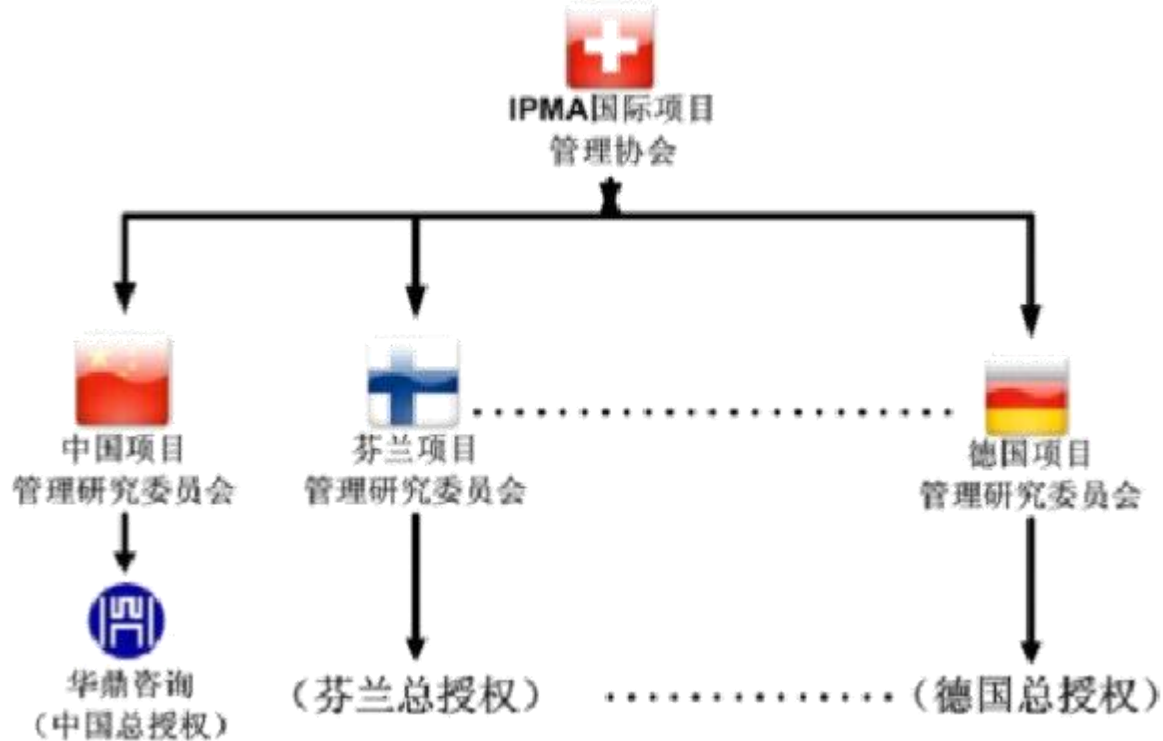 IPMA国际项目
管理协会
中国项目
管理研究委员会
芬兰项目
管理研究委员会
德国项目
管理研究委员会
华鼎咨询
（中国总授权）
（芬兰总授权）
（德国总授权）